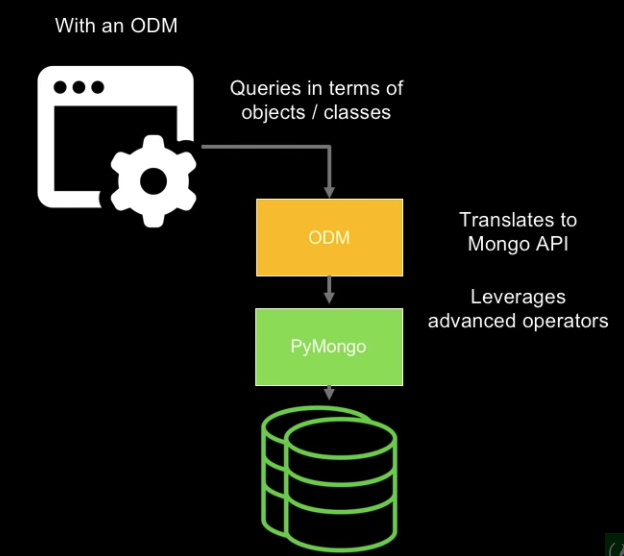 With an ODM
Queries in terms of
objects / classes
ODM
Translates to
Mongo API
Leverages
advanced operators
PyMongo